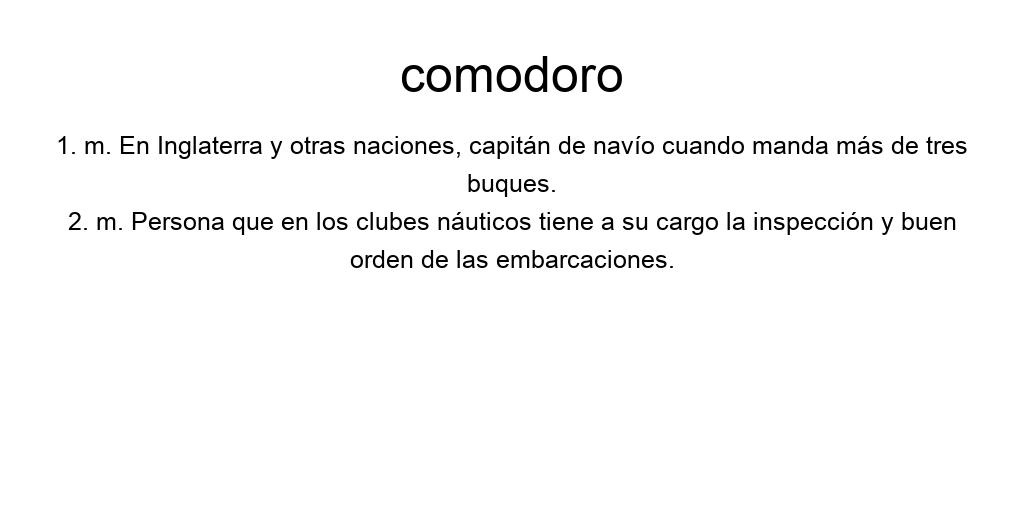 comodoro
1. m. En Inglaterra y otras naciones, capitán de navío cuando manda más de tres
buques.
2. m. Persona que en los clubes náuticos tiene a su cargo la inspección y buen
orden de las embarcaciones.